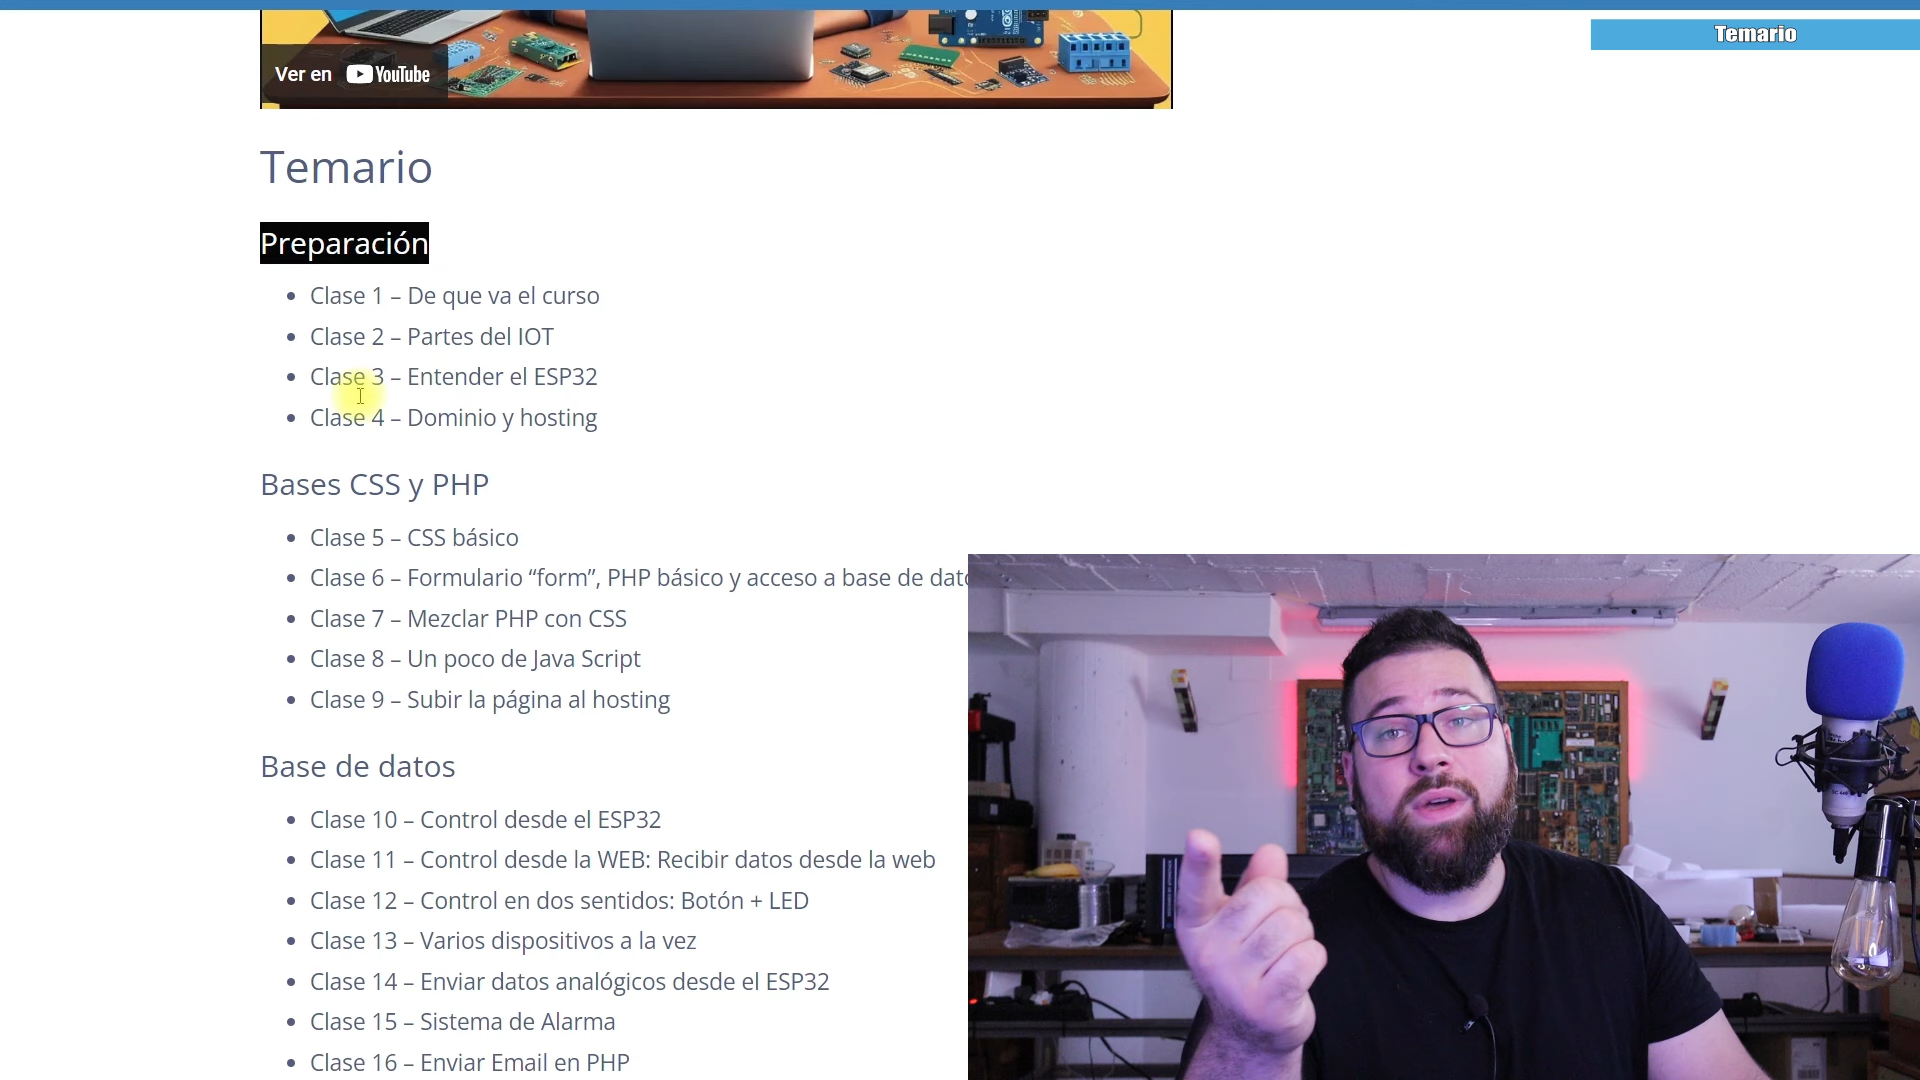 Temario
Ver en YouTube
Temario
Preparación
Clase 1 – De que va el curso
Clase 2 – Partes del IOT
Clase 3 – Entender el ESP32
Clase 4 – Dominio y hosting
Bases CSS y PHP
Clase 5 – CSS básico
Clase 6 – Formulario “form”, PHP básico y acceso a base de dato
Clase 7 – Mezclar PHP con CSS
Clase 8 – Un poco de Java Script
Clase 9 – Subir la página al hosting
Base de datos
Clase 10 – Control desde el ESP32
Clase 11 – Control desde la WEB: Recibir datos desde la web
Clase 12 – Control en dos sentidos: Botón + LED
Clase 13 – Varios dispositivos a la vez
Clase 14 – Enviar datos analógicos desde el ESP32
Clase 15 – Sistema de Alarma
Clase 16 – Enviar Email en PHP